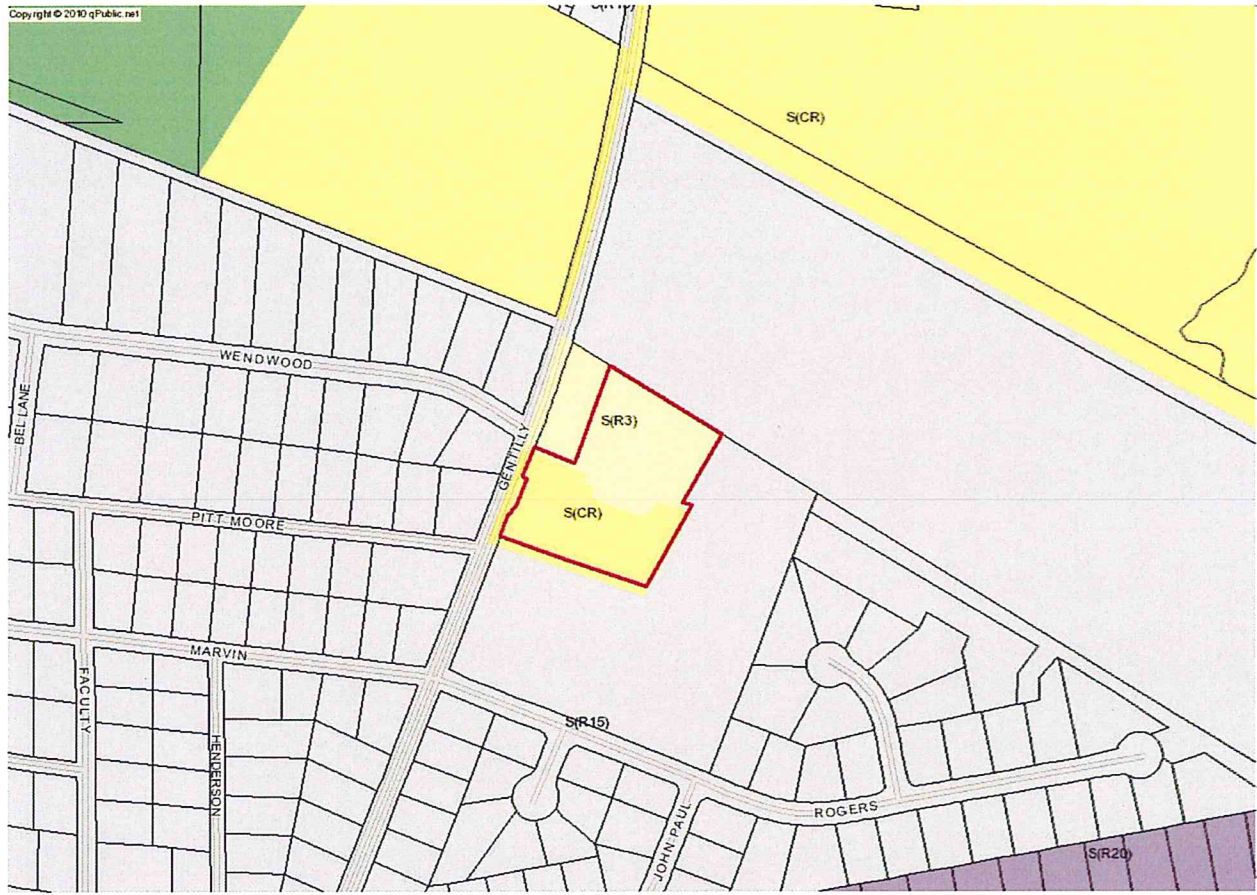 Copyright © 2010 qPublic.net
S(CR)
WENDWOOD
BEL LANE
S(R3)
GENTILLY
S(CR)
PITT MOORE
MARVIN
FACULTY
HENDERSON
S(R15)
JOHN PAUL
ROGERS
S(R20)